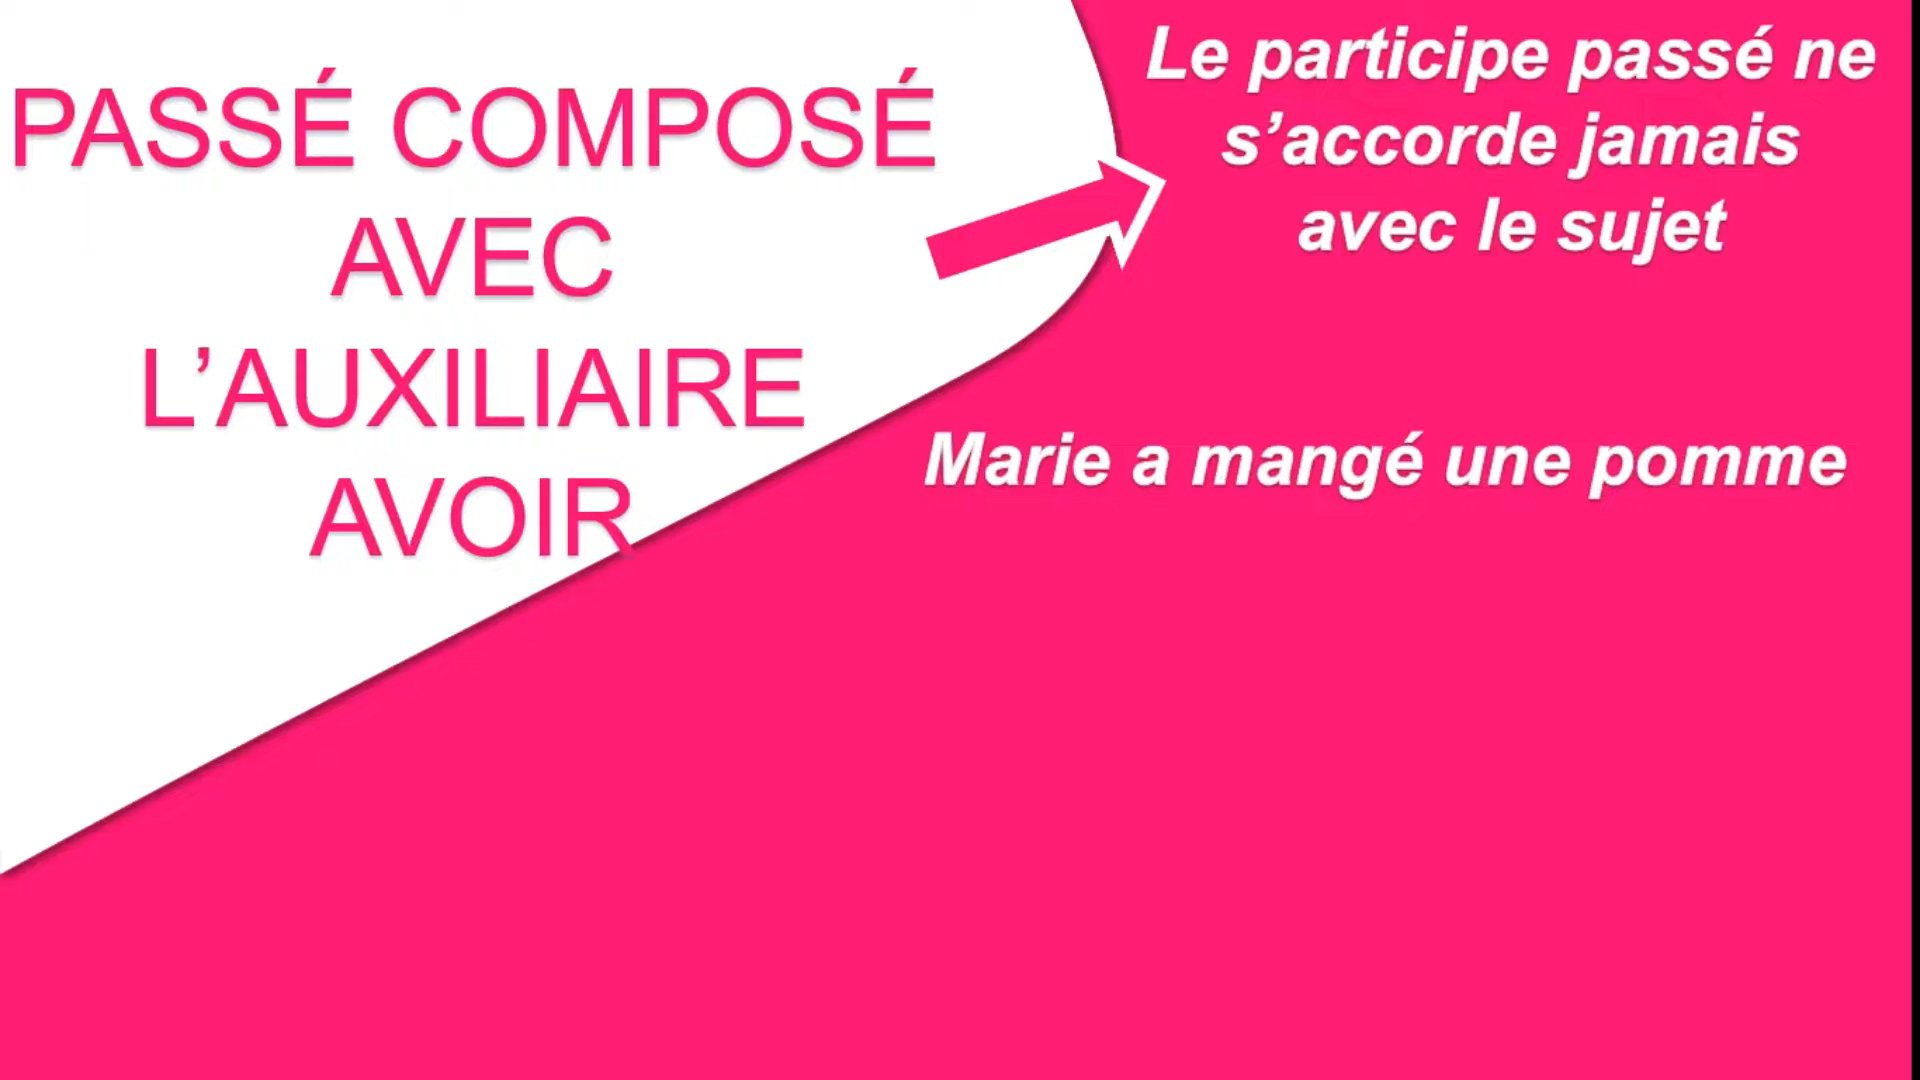 PASSÉ COMPOSÉ
AVEC
L’AUXILIAIRE
AVOIR
Le participe passé ne
s’accorde jamais
avec le sujet
Marie a mangé une pomme